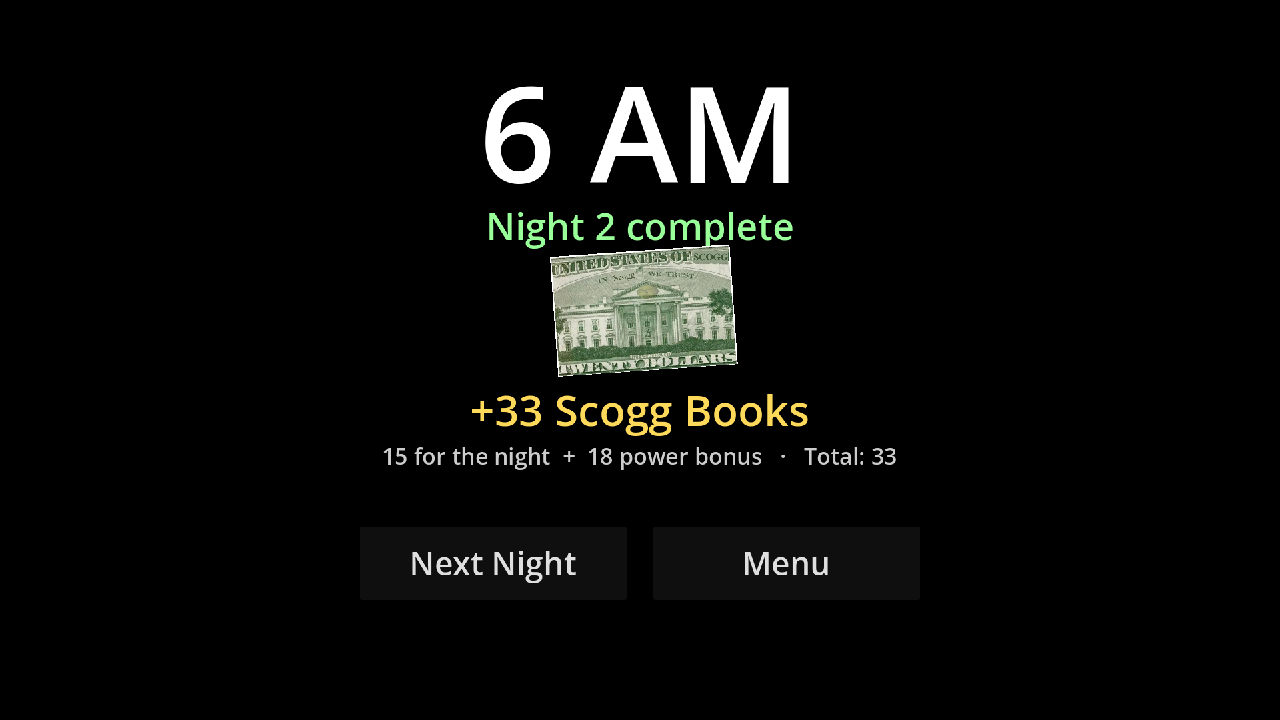 6 AM
Night 2 complete
UNITED STATES OF SCOGG
IN Scogg WE TRUST
TWENTY DOLLARS
+33 Scogg Books
15 for the night + 18 power bonus · Total: 33
Next Night
Menu